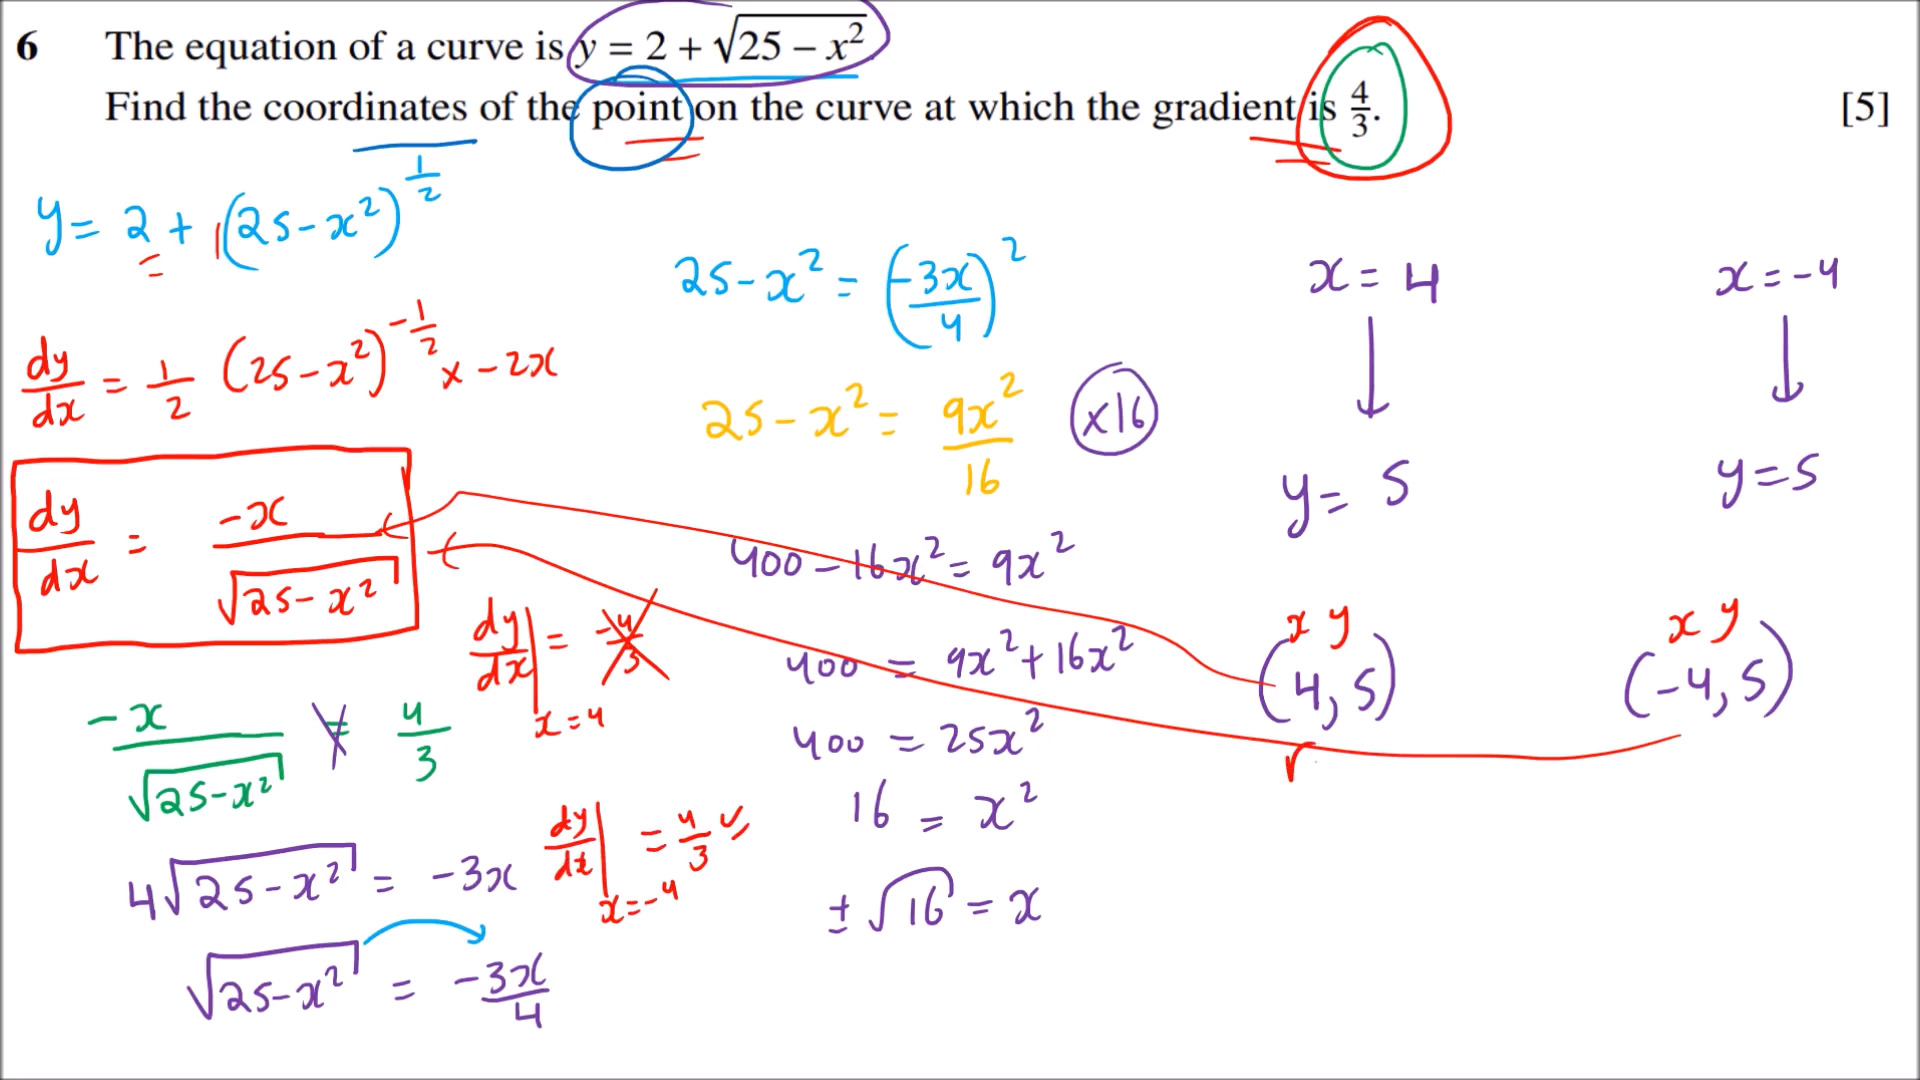 6 The equation of a curve is y = 2 + √(25 – x²)
Find the coordinates of the point on the curve at which the gradient is 4/3. [5]
y = 2 + 1(25-x²)^(1/2)
dy/dx = 1/2 (25-x²)^(-1/2) x -2x
dy/dx = -x/√(25-x²)
-x/√(25-x²) = 4/3
4√(25-x²) = -3x
√(25-x²) = -3x/4
dy/dx| x=4 = -4/3
dy/dx| x=-4 = 4/3 ✓
25-x² = (-3x/4)²
25-x² = 9x²/16 x16
400-16x² = 9x²
400 = 9x²+16x²
400 = 25x²
16 = x²
± √16 = x
x = 4
y = 5
x y
(4, 5)
x = -4
y = 5
x y
(-4, 5)